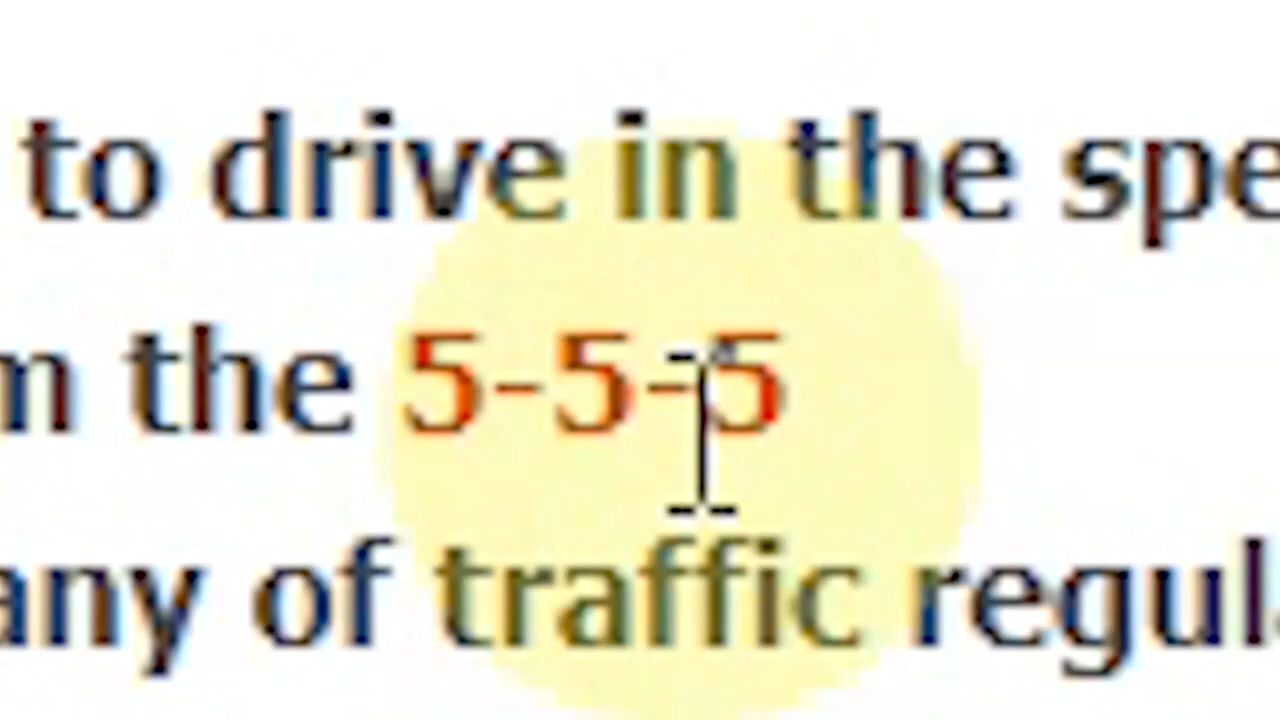 to drive in the spe
m the 5-5-5
any of traffic regul